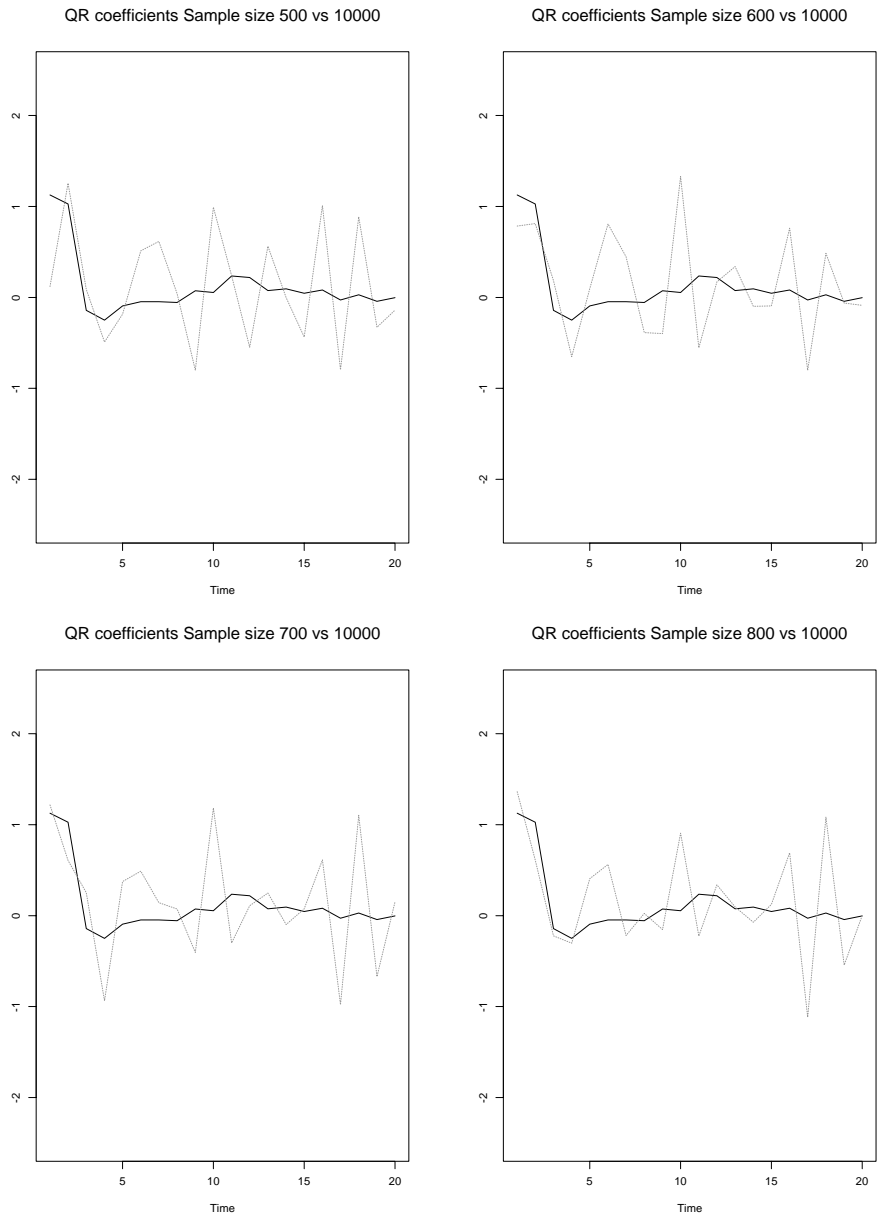 QR coefficients Sample size 500 vs 10000
2
1
0
-1
-2
5 10 15 20
Time
QR coefficients Sample size 600 vs 10000
2
1
0
-1
-2
5 10 15 20
Time
QR coefficients Sample size 700 vs 10000
2
1
0
-1
-2
5 10 15 20
Time
QR coefficients Sample size 800 vs 10000
2
1
0
-1
-2
5 10 15 20
Time